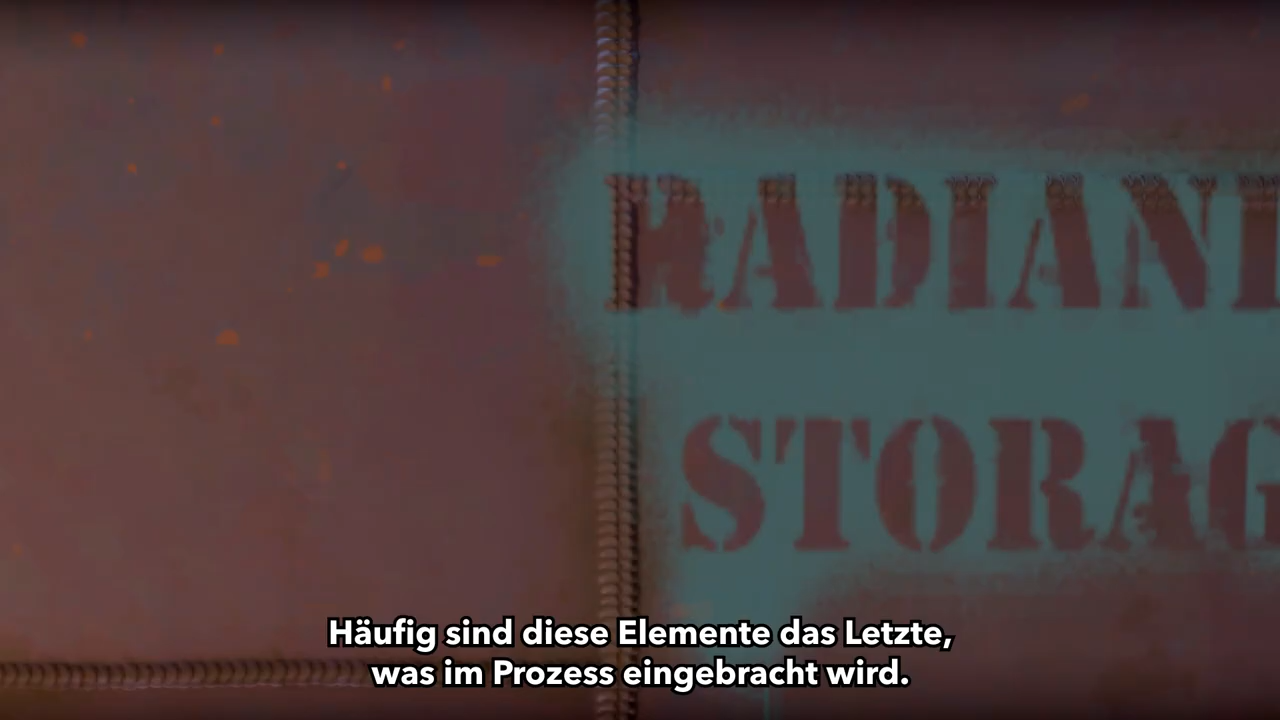 RADIAN
STORAG
Häufig sind diese Elemente das Letzte,
was im Prozess eingebracht wird.